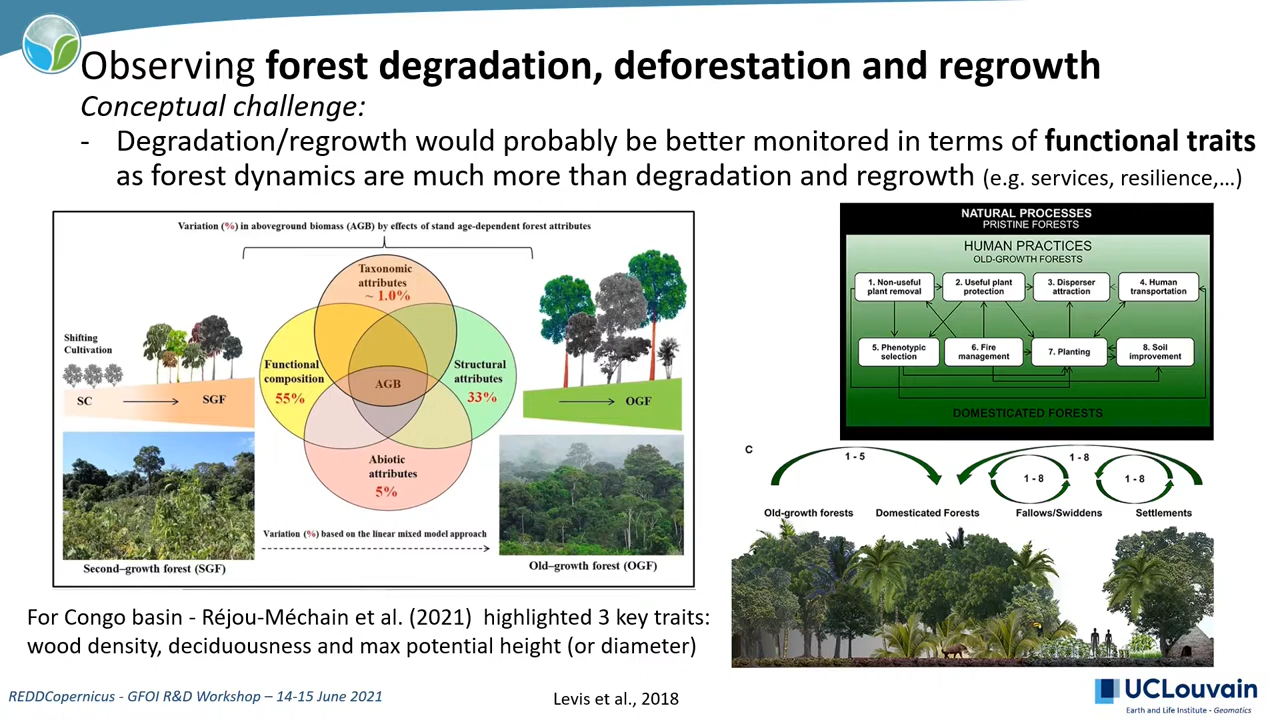 Observing forest degradation, deforestation and regrowth
Conceptual challenge:
- Degradation/regrowth would probably be better monitored in terms of functional traits
as forest dynamics are much more than degradation and regrowth (e.g. services, resilience,...)
Variation (%) in aboveground biomass (AGB) by effects of stand age-dependent forest attributes
Taxonomic
attributes
~ 1.0%
Shifting
Cultivation
SC
SGF
Functional
composition
55%
AGB
Structural
attributes
33%
OGF
Abiotic
attributes
5%
Variation (%) based on the linear mixed model approach
Second–growth forest (SGF)
Old–growth forest (OGF)
NATURAL PROCESSES
PRISTINE FORESTS
HUMAN PRACTICES
OLD-GROWTH FORESTS
1. Non-useful
plant removal
2. Useful plant
protection
3. Disperser
attraction
4. Human
transportation
5. Phenotypic
selection
6. Fire
management
7. Planting
8. Soil
improvement
DOMESTICATED FORESTS
C
1 - 5
1 - 8
1 - 8
1 - 8
Old-growth forests
Domesticated Forests
Fallows/Swiddens
Settlements
For Congo basin - Réjou-Méchain et al. (2021) highlighted 3 key traits:
wood density, deciduousness and max potential height (or diameter)
REDDCopernicus - GFOI R&D Workshop – 14-15 June 2021
Levis et al., 2018
UCLouvain
Earth and Life Institute - Geomatics